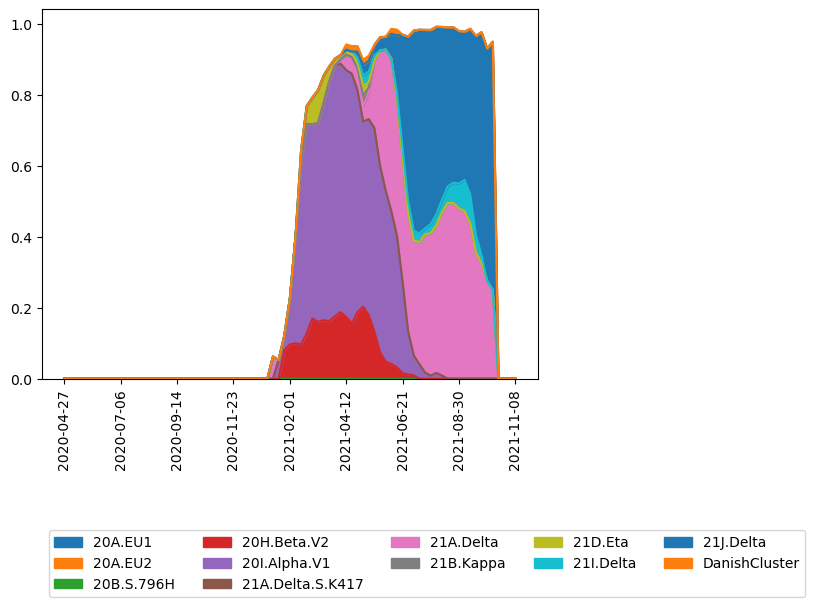 1.0
0.8
0.6
0.4
0.2
0.0
2020-04-27
2020-07-06
2020-09-14
2020-11-23
2021-02-01
2021-04-12
2021-06-21
2021-08-30
2021-11-08
20A.EU1
20A.EU2
20B.S.796H
20H.Beta.V2
20I.Alpha.V1
21A.Delta.S.K417
21A.Delta
21B.Kappa
21D.Eta
21I.Delta
21J.Delta
DanishCluster